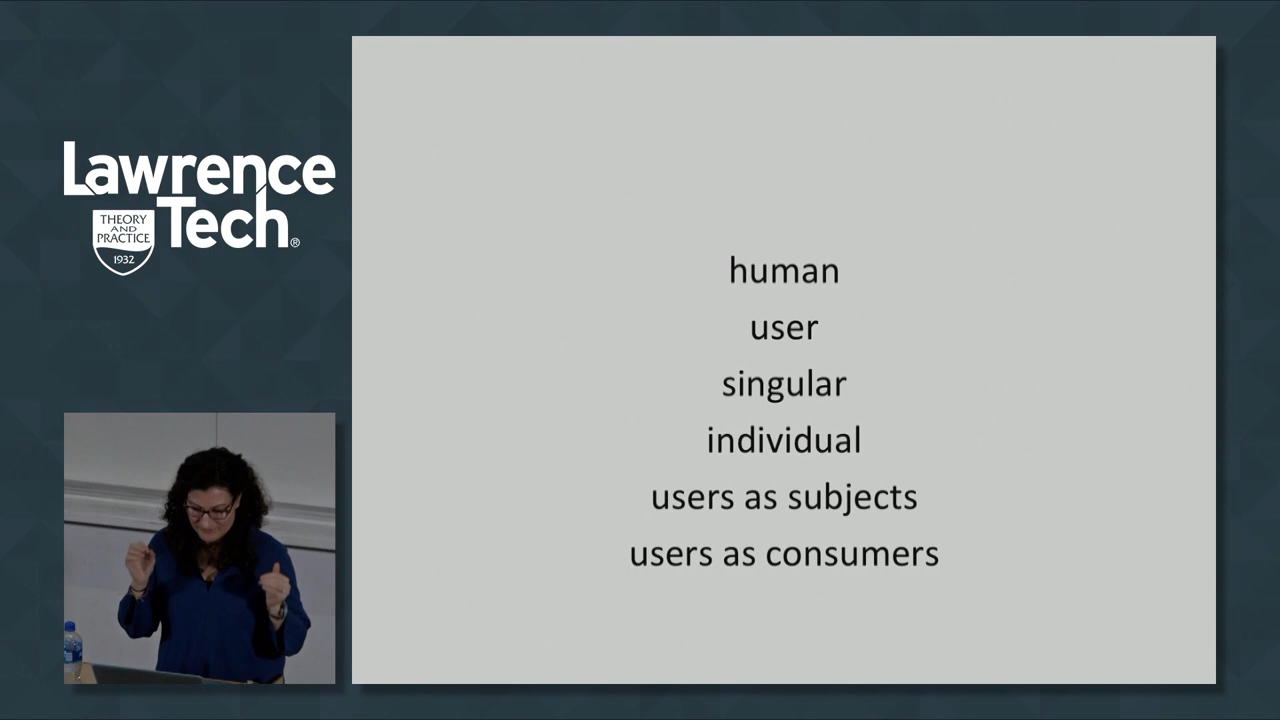 Lawrence
Tech®
THEORY
AND
PRACTICE
1932
human
user
singular
individual
users as subjects
users as consumers